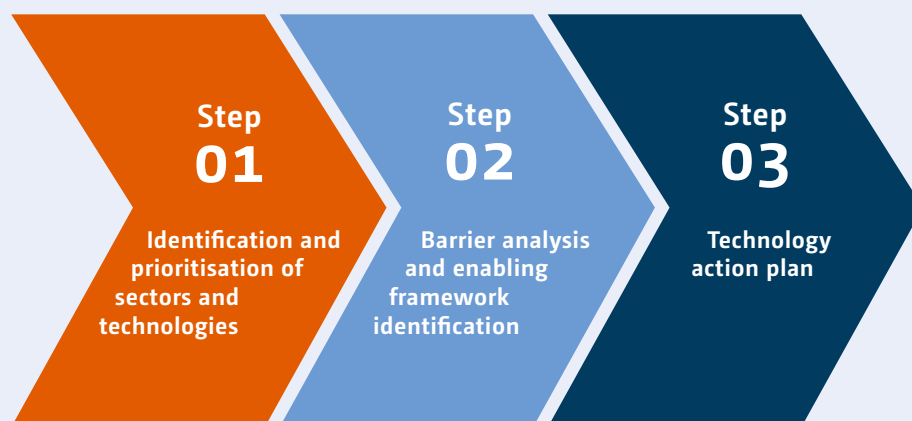 Step
01
Identification and
prioritisation of
sectors and
technologies
Step
02
Barrier analysis
and enabling
framework
identification
Step
03
Technology
action plan